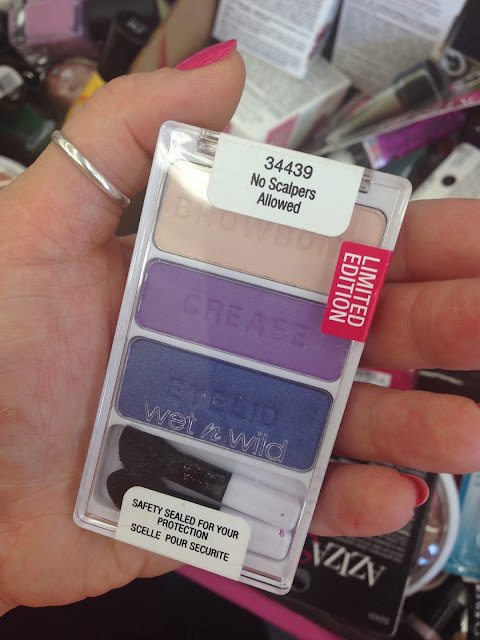 34439
No Scalpers
Allowed
BROWBONE
LIMITED
EDITION
CREASE
EYELID
wet n wild
SAFETY SEALED FOR YOUR
PROTECTION
SCELLE POUR SECURITE